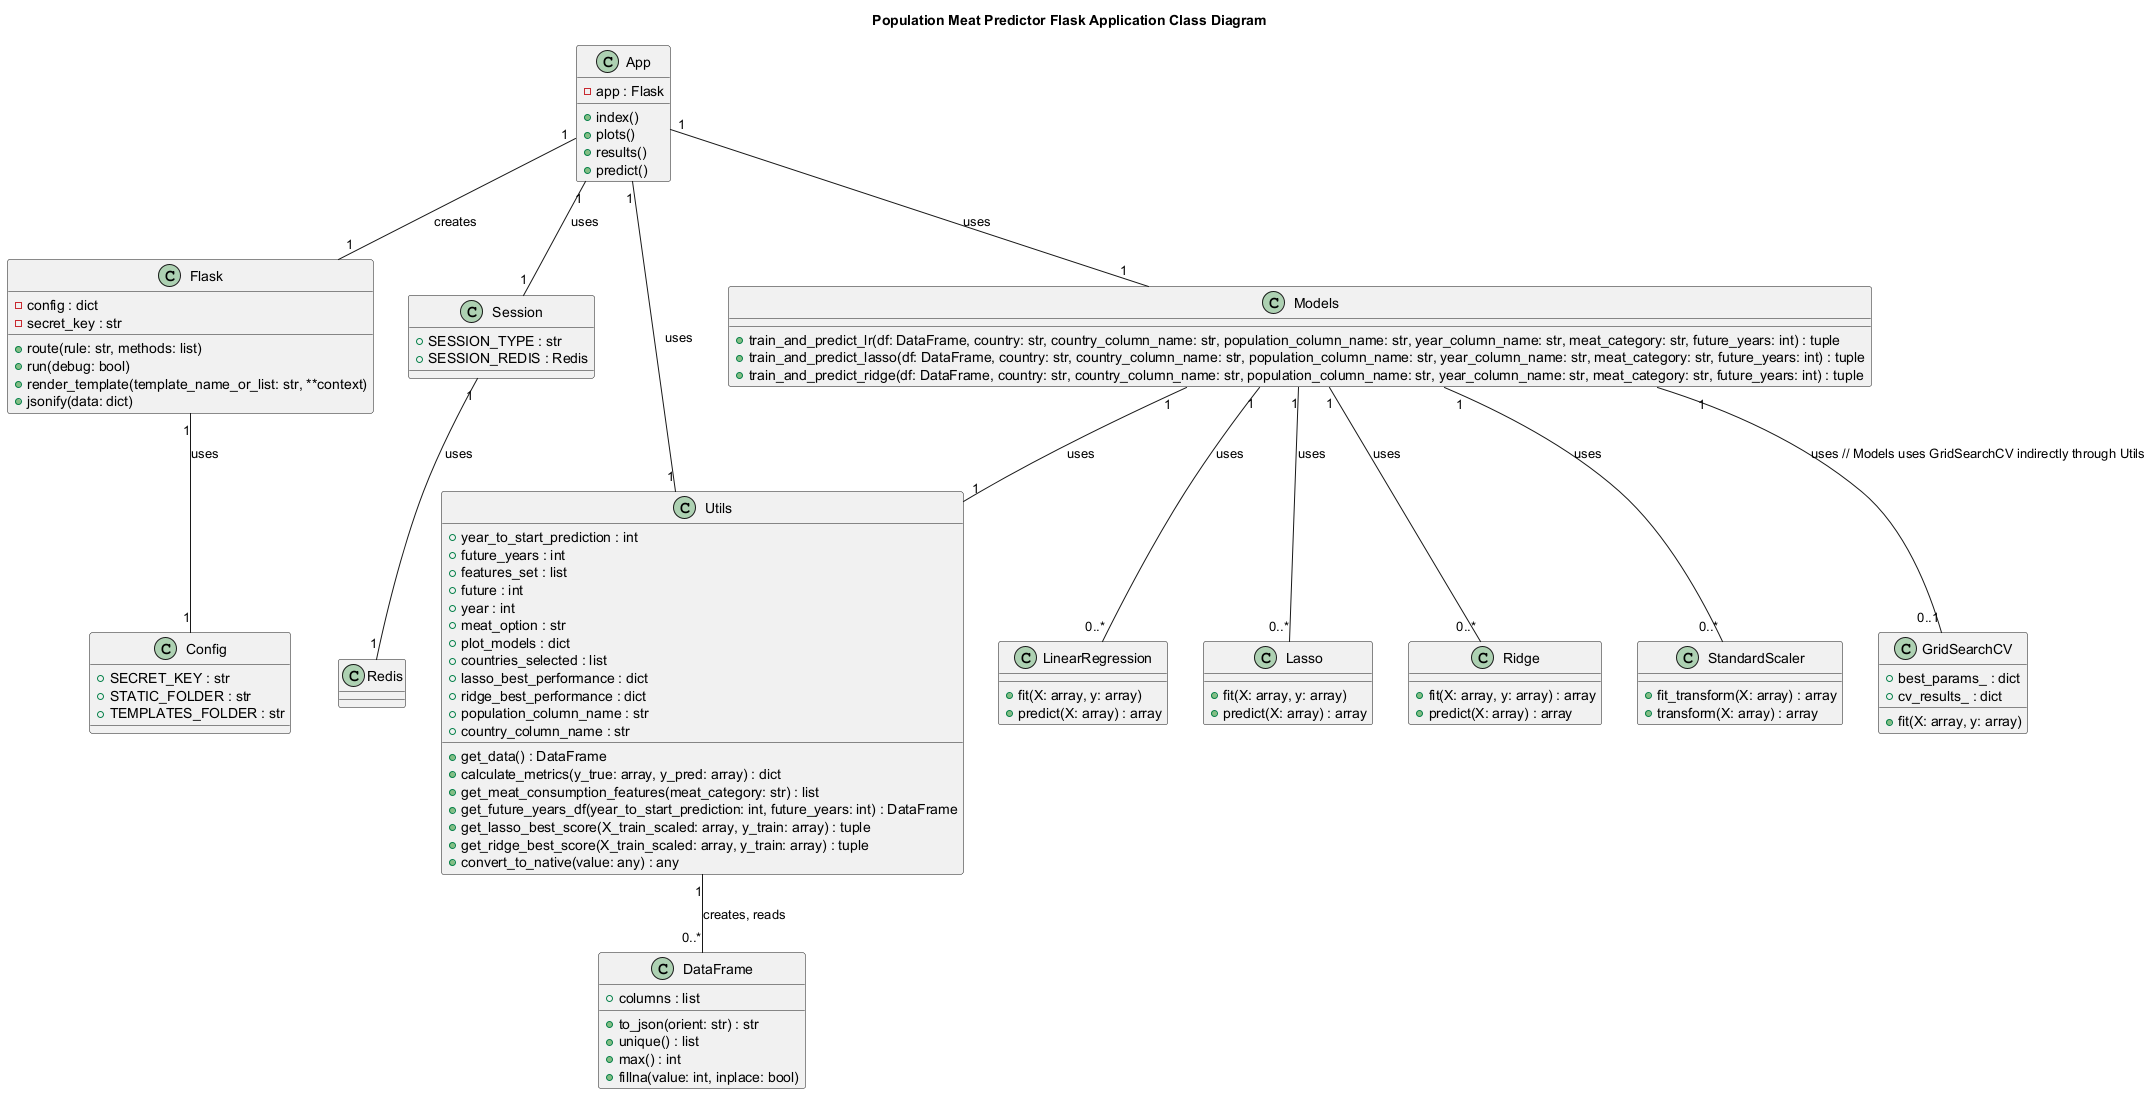 Population Meat Predictor Flask Application Class Diagram
C App
app : Flask
index()
plots()
results()
predict()
1
1
1
1
creates
uses
uses
uses
1
1
1
1
C Flask
config : dict
secret_key : str
route(rule: str, methods: list)
run(debug: bool)
render_template(template_name_or_list: str, **context)
jsonify(data: dict)
C Session
SESSION_TYPE : str
SESSION_REDIS : Redis
C Models
train_and_predict_lr(df: DataFrame, country: str, country_column_name: str, population_column_name: str, year_column_name: str, meat_category: str, future_years: int) : tuple
train_and_predict_lasso(df: DataFrame, country: str, country_column_name: str, population_column_name: str, year_column_name: str, meat_category: str, future_years: int) : tuple
train_and_predict_ridge(df: DataFrame, country: str, country_column_name: str, population_column_name: str, year_column_name: str, meat_category: str, future_years: int) : tuple
1
1
1
1
1
1
1
1
uses
uses
uses
uses
uses
uses
uses
uses // Models uses GridSearchCV indirectly through Utils
1
1
1
0..*
0..*
0..*
0..*
0..1
C Config
SECRET_KEY : str
STATIC_FOLDER : str
TEMPLATES_FOLDER : str
C Redis
C Utils
year_to_start_prediction : int
future_years : int
features_set : list
future : int
year : int
meat_option : str
plot_models : dict
countries_selected : list
lasso_best_performance : dict
ridge_best_performance : dict
population_column_name : str
country_column_name : str
get_data() : DataFrame
calculate_metrics(y_true: array, y_pred: array) : dict
get_meat_consumption_features(meat_category: str) : list
get_future_years_df(year_to_start_prediction: int, future_years: int) : DataFrame
get_lasso_best_score(X_train_scaled: array, y_train: array) : tuple
get_ridge_best_score(X_train_scaled: array, y_train: array) : tuple
convert_to_native(value: any) : any
C LinearRegression
fit(X: array, y: array)
predict(X: array) : array
C Lasso
fit(X: array, y: array)
predict(X: array) : array
C Ridge
fit(X: array, y: array) : array
predict(X: array) : array
C StandardScaler
fit_transform(X: array) : array
transform(X: array) : array
C GridSearchCV
best_params_ : dict
cv_results_ : dict
fit(X: array, y: array)
1
creates, reads
0..*
C DataFrame
columns : list
to_json(orient: str) : str
unique() : list
max() : int
fillna(value: int, inplace: bool)